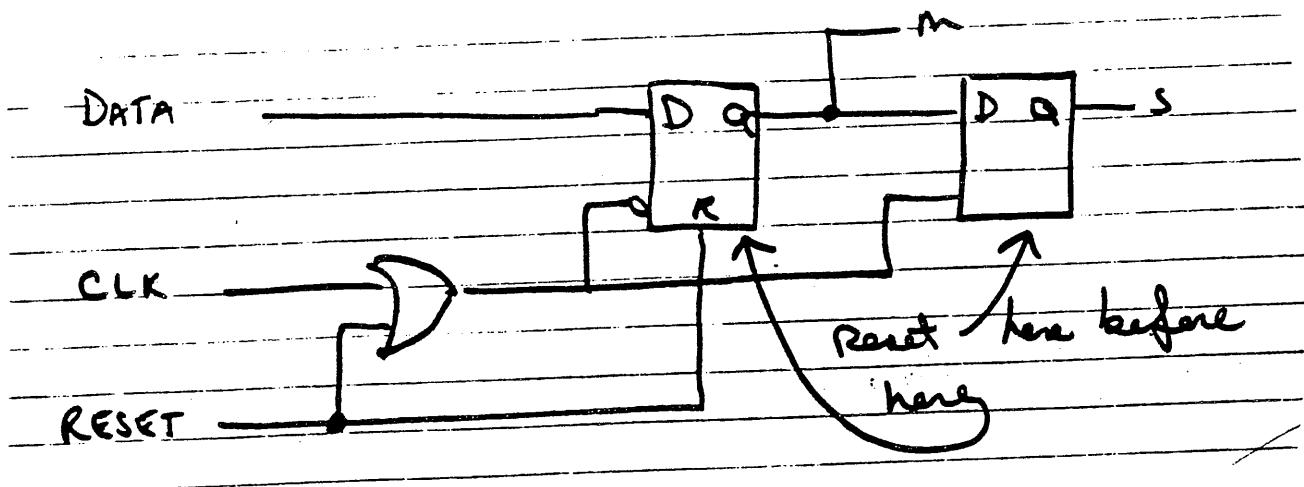 M
DATA
D Q
D Q
S
R
CLK
Reset here before
here
RESET